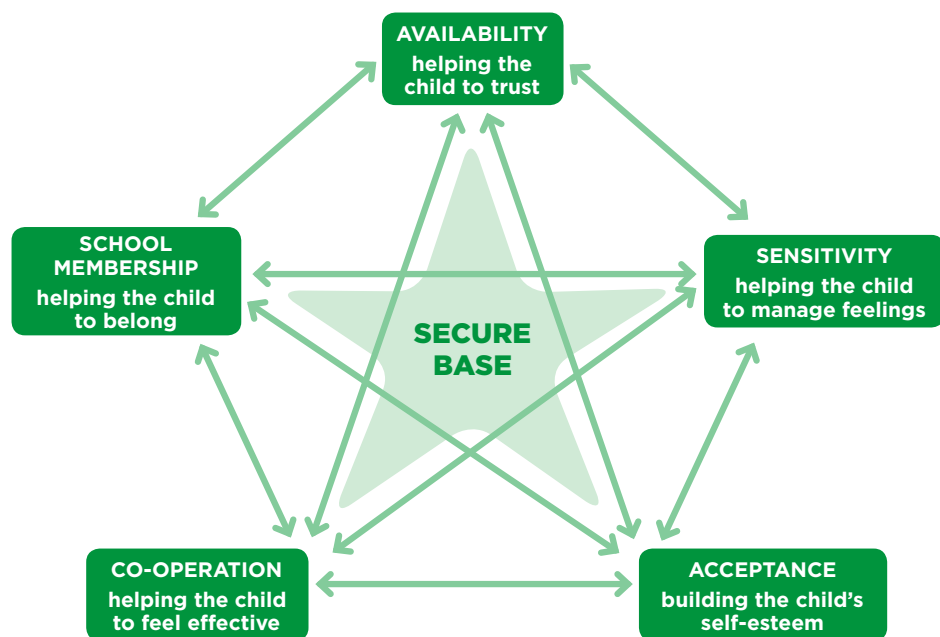 AVAILABILITY
helping the
child to trust
SCHOOL
MEMBERSHIP
helping the child
to belong
SENSITIVITY
helping the child
to manage feelings
SECURE
BASE
CO-OPERATION
helping the child
to feel effective
ACCEPTANCE
building the child’s
self-esteem